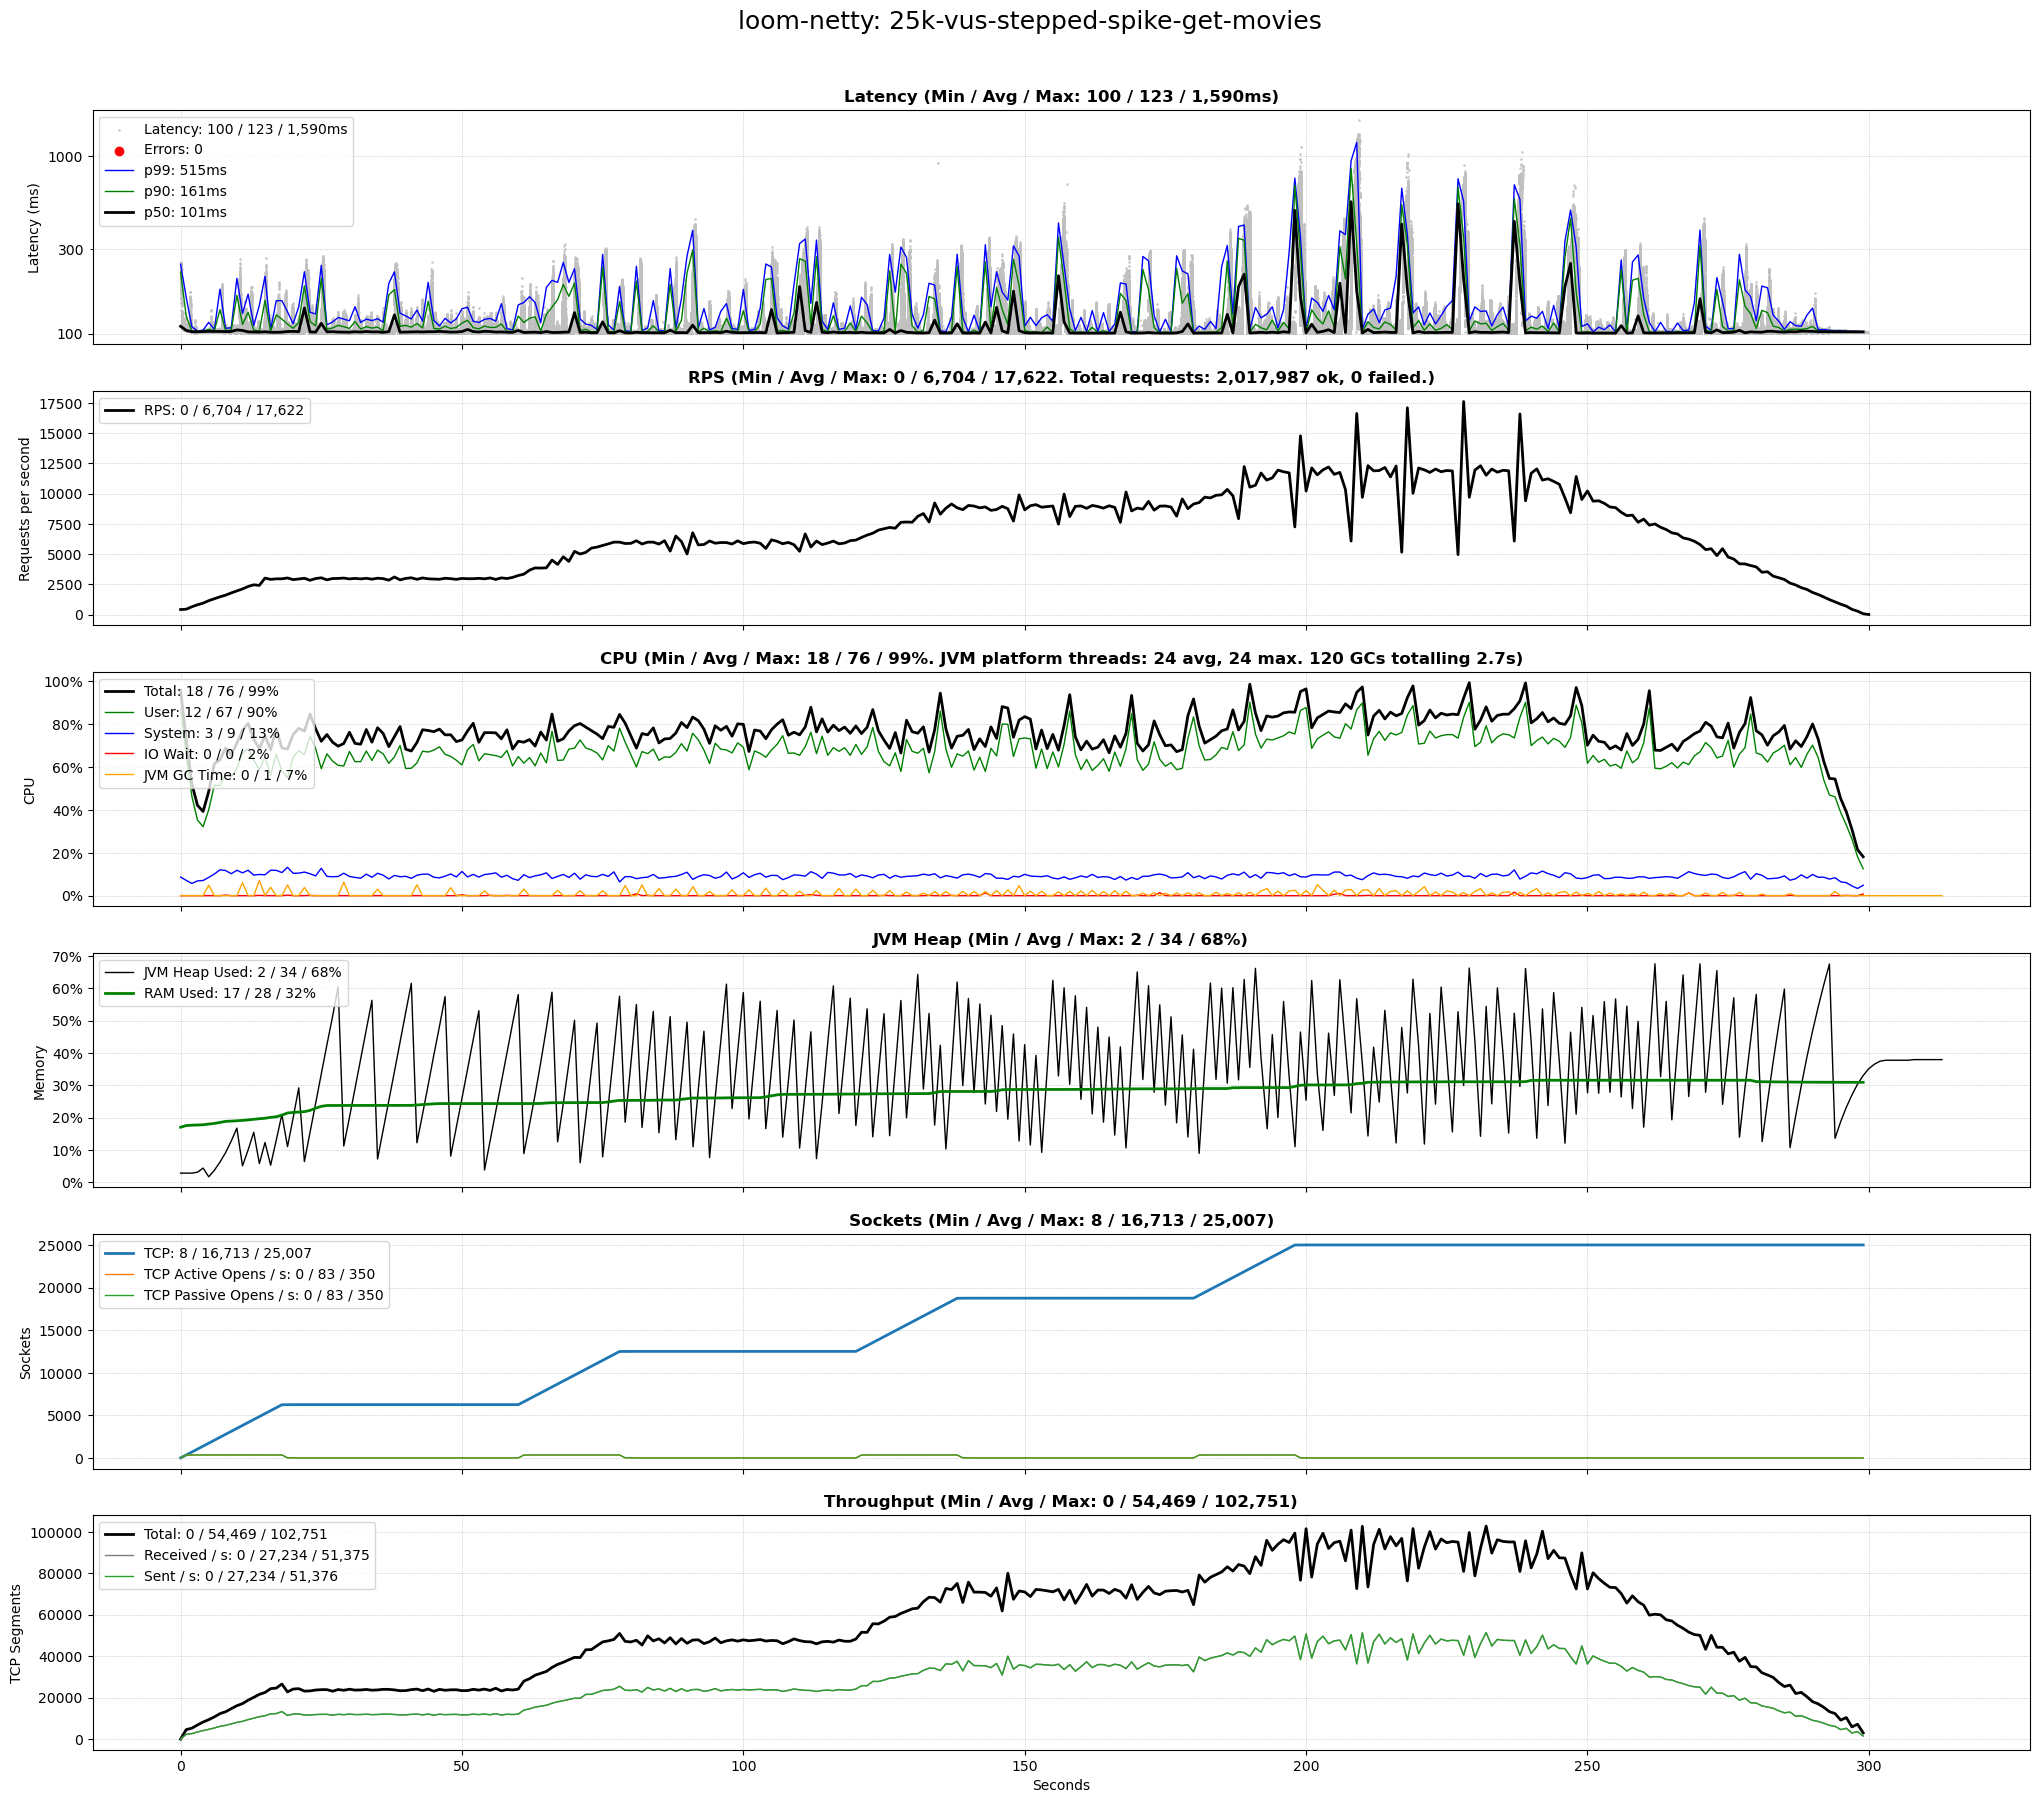 loom-netty: 25k-vus-stepped-spike-get-movies
Latency (Min / Avg / Max: 100 / 123 / 1,590ms)
Latency: 100 / 123 / 1,590ms
Errors: 0
p99: 515ms
p90: 161ms
p50: 101ms
Latency (ms)
1000
300
100
RPS (Min / Avg / Max: 0 / 6,704 / 17,622. Total requests: 2,017,987 ok, 0 failed.)
RPS: 0 / 6,704 / 17,622
Requests per second
17500
15000
12500
10000
7500
5000
2500
0
CPU (Min / Avg / Max: 18 / 76 / 99%. JVM platform threads: 24 avg, 24 max. 120 GCs totalling 2.7s)
Total: 18 / 76 / 99%
User: 12 / 67 / 90%
System: 3 / 9 / 13%
IO Wait: 0 / 0 / 2%
JVM GC Time: 0 / 1 / 7%
CPU
100%
80%
60%
40%
20%
0%
JVM Heap (Min / Avg / Max: 2 / 34 / 68%)
JVM Heap Used: 2 / 34 / 68%
RAM Used: 17 / 28 / 32%
Memory
70%
60%
50%
40%
30%
20%
10%
0%
Sockets (Min / Avg / Max: 8 / 16,713 / 25,007)
TCP: 8 / 16,713 / 25,007
TCP Active Opens / s: 0 / 83 / 350
TCP Passive Opens / s: 0 / 83 / 350
Sockets
25000
20000
15000
10000
5000
0
Throughput (Min / Avg / Max: 0 / 54,469 / 102,751)
Total: 0 / 54,469 / 102,751
Received / s: 0 / 27,234 / 51,375
Sent / s: 0 / 27,234 / 51,376
TCP Segments
100000
80000
60000
40000
20000
0
0 50 100 150 200 250 300
Seconds